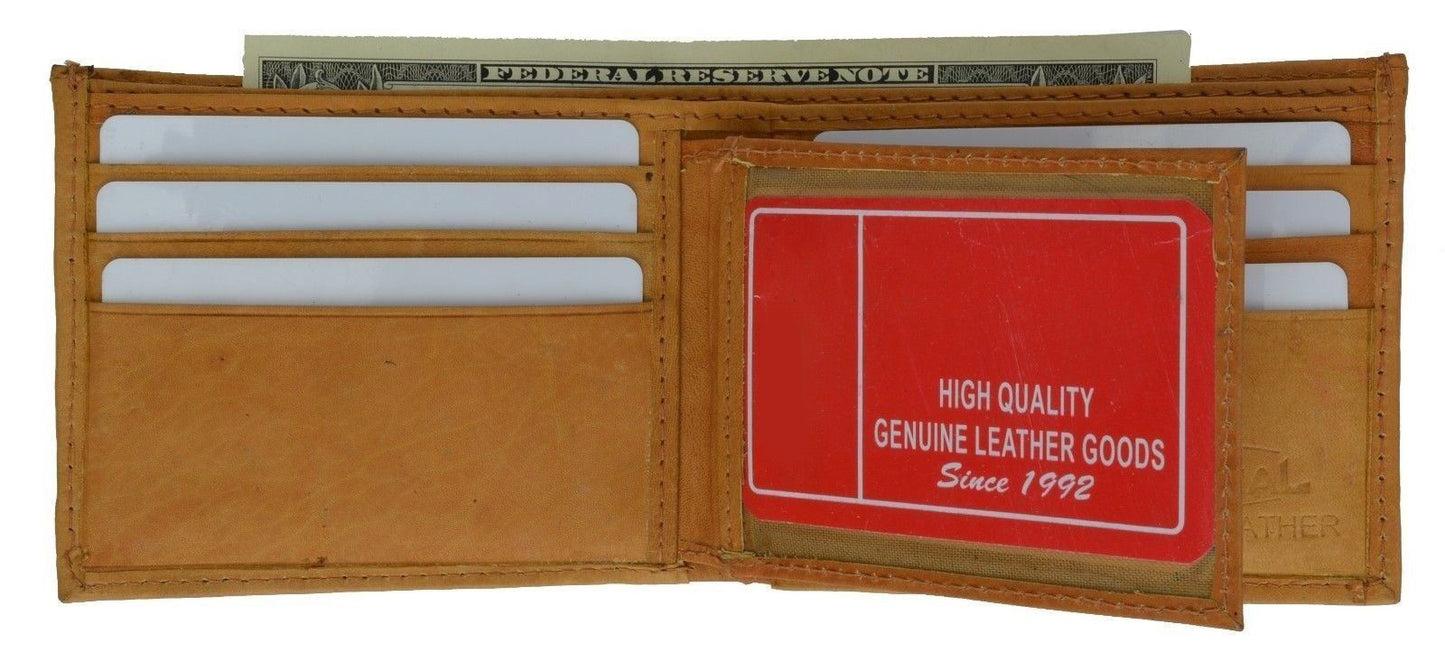 FEDERAL RESERVE NOTE
HIGH QUALITY
GENUINE LEATHER GOODS
Since 1992